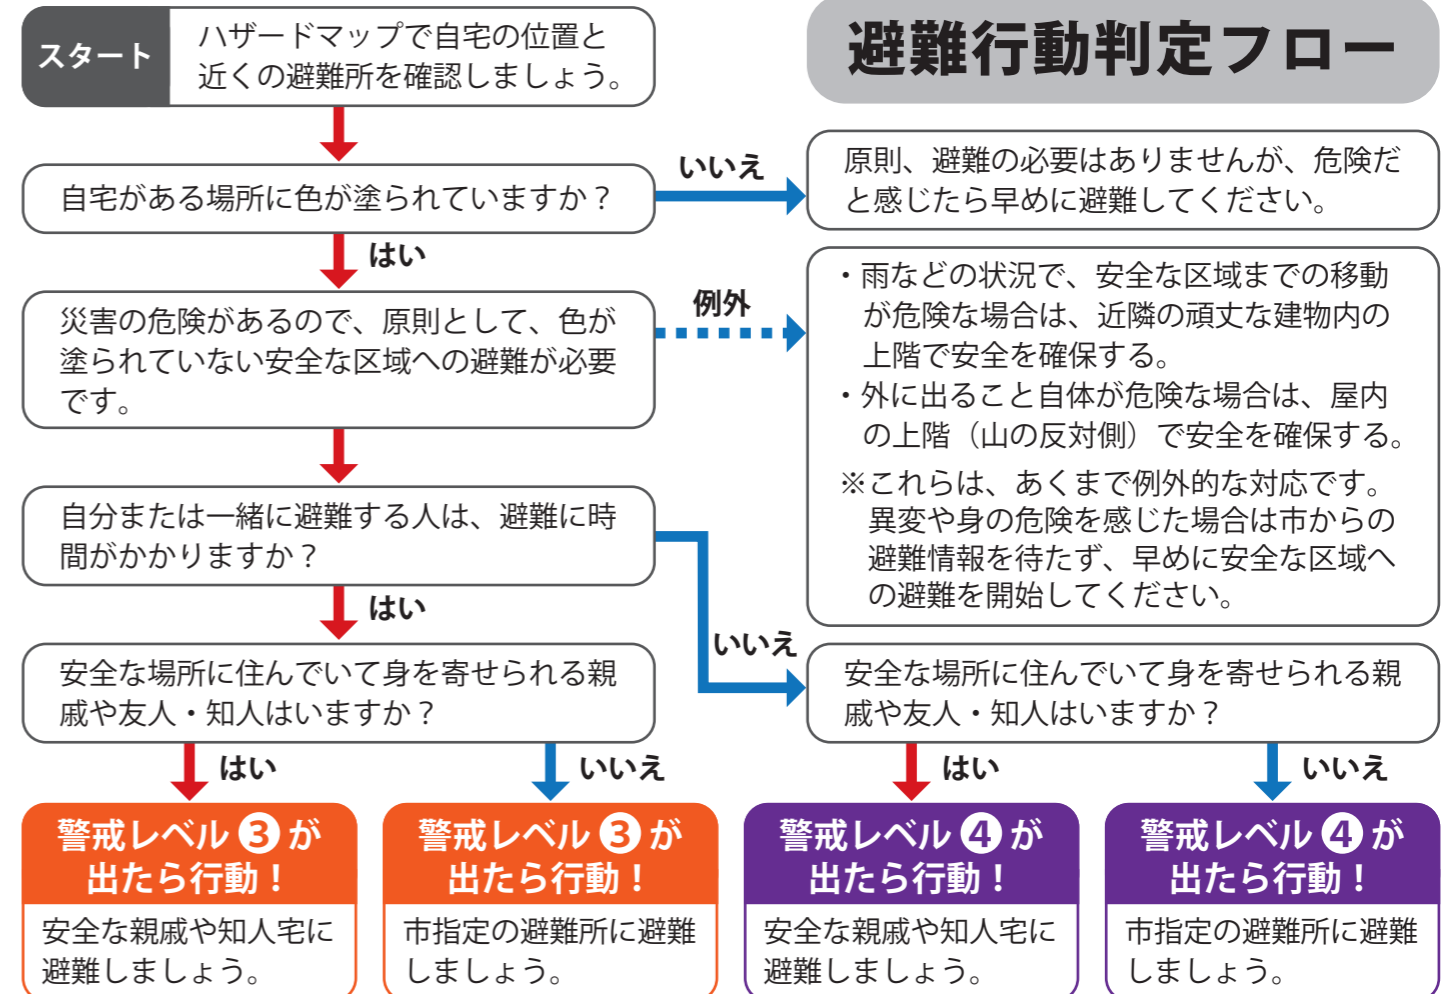 避難行動判定フロー
スタート
ハザードマップで自宅の位置と
近くの避難所を確認しましょう。
自宅がある場所に色が塗られていますか？
いいえ
原則、避難の必要はありませんが、危険だ
と感じたら早めに避難してください。
はい
災害の危険があるので、原則として、色が
塗られていない安全な区域への避難が必要
です。
例外
・雨などの状況で、安全な区域までの移動
が危険な場合は、近隣の頑丈な建物内の
上階で安全を確保する。
・外に出ること自体が危険な場合は、屋内
の上階（山の反対側）で安全を確保する。
※これらは、あくまで例外的な対応です。
異変や身の危険を感じた場合は市からの
避難情報を待たず、早めに安全な区域へ
の避難を開始してください。
自分または一緒に避難する人は、避難に時
間がかかりますか？
はい
いいえ
安全な場所に住んでいて身を寄せられる親
戚や友人・知人はいますか？
安全な場所に住んでいて身を寄せられる親
戚や友人・知人はいますか？
はい
いいえ
はい
いいえ
警戒レベル❸が
出たら行動！
安全な親戚や知人宅に
避難しましょう。
警戒レベル❸が
出たら行動！
市指定の避難所に避難
しましょう。
警戒レベル❹が
出たら行動！
安全な親戚や知人宅に
避難しましょう。
警戒レベル❹が
出たら行動！
市指定の避難所に避難
しましょう。